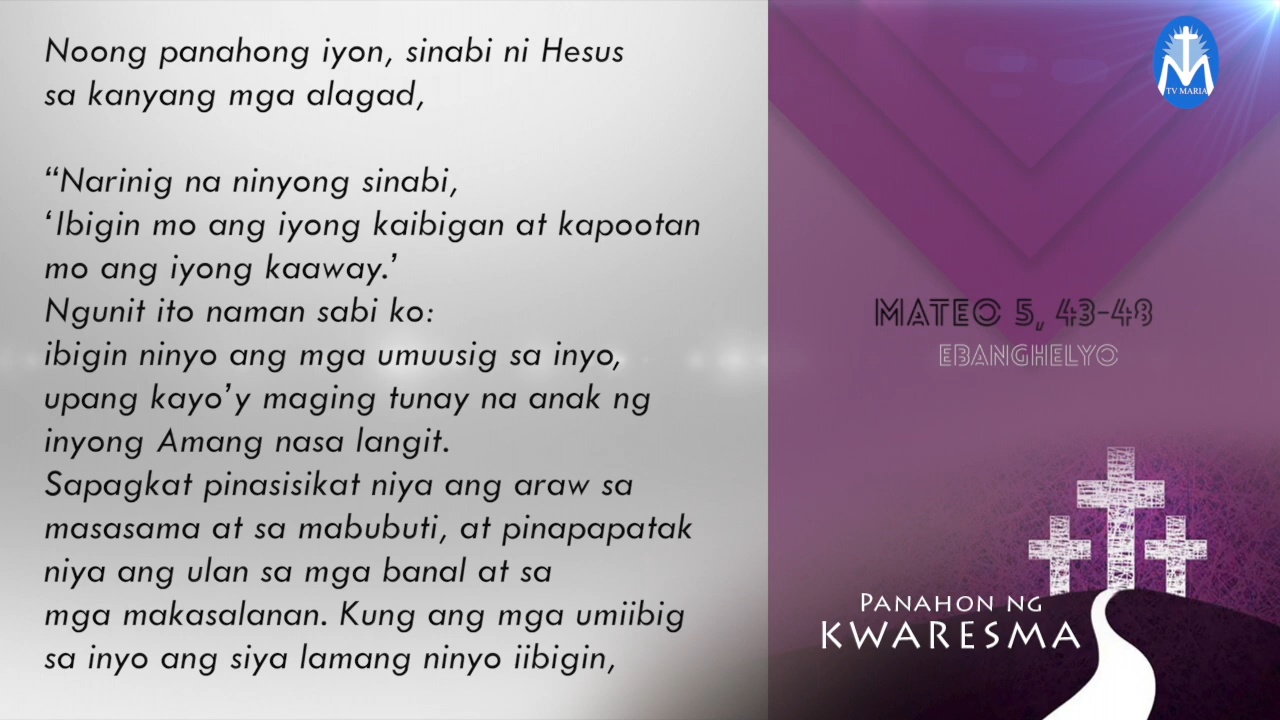 Noong panahong iyon, sinabi ni Hesus
sa kanyang mga alagad,
“Narinig na ninyong sinabi,
‘Ibigin mo ang iyong kaibigan at kapootan
mo ang iyong kaaway.’
Ngunit ito naman sabi ko:
ibigin ninyo ang mga umuusig sa inyo,
upang kayo’y maging tunay na anak ng
inyong Amang nasa langit.
Sapagkat pinasisikat niya ang araw sa
masasama at sa mabubuti, at pinapapatak
niya ang ulan sa mga banal at sa
mga makasalanan. Kung ang mga umiibig
sa inyo ang siya lamang ninyo iibigin,
TV MARIA
MATEO 5, 43-48
EBANGHELYO
PANAHON NG
KWARESMA